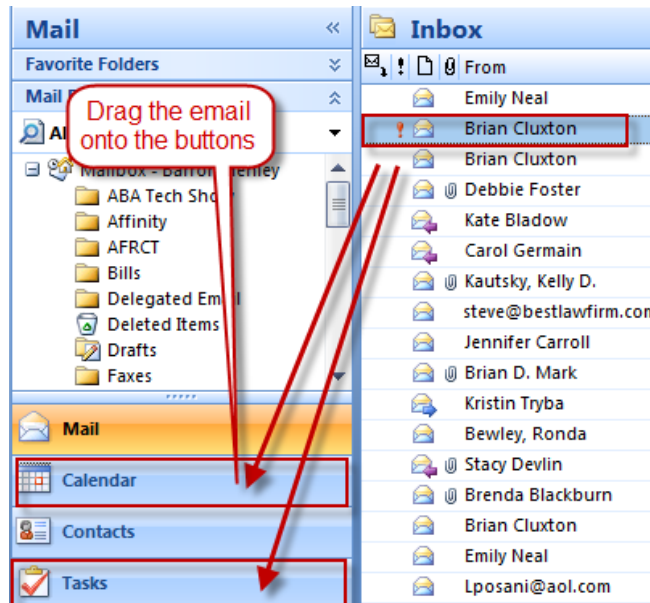 Mail
Favorite Folders
Mail
Drag the email
onto the buttons
Mailbox - Barron Henley
ABA Tech Show
Affinity
AFRCT
Bills
Delegated Email
Deleted Items
Drafts
Faxes
Mail
Calendar
Contacts
Tasks
Inbox
From
Emily Neal
Brian Cluxton
Brian Cluxton
Debbie Foster
Kate Bladow
Carol Germain
Kautsky, Kelly D.
steve@bestlawfirm.com
Jennifer Carroll
Brian D. Mark
Kristin Tryba
Bewley, Ronda
Stacy Devlin
Brenda Blackburn
Brian Cluxton
Emily Neal
Lposani@aol.com